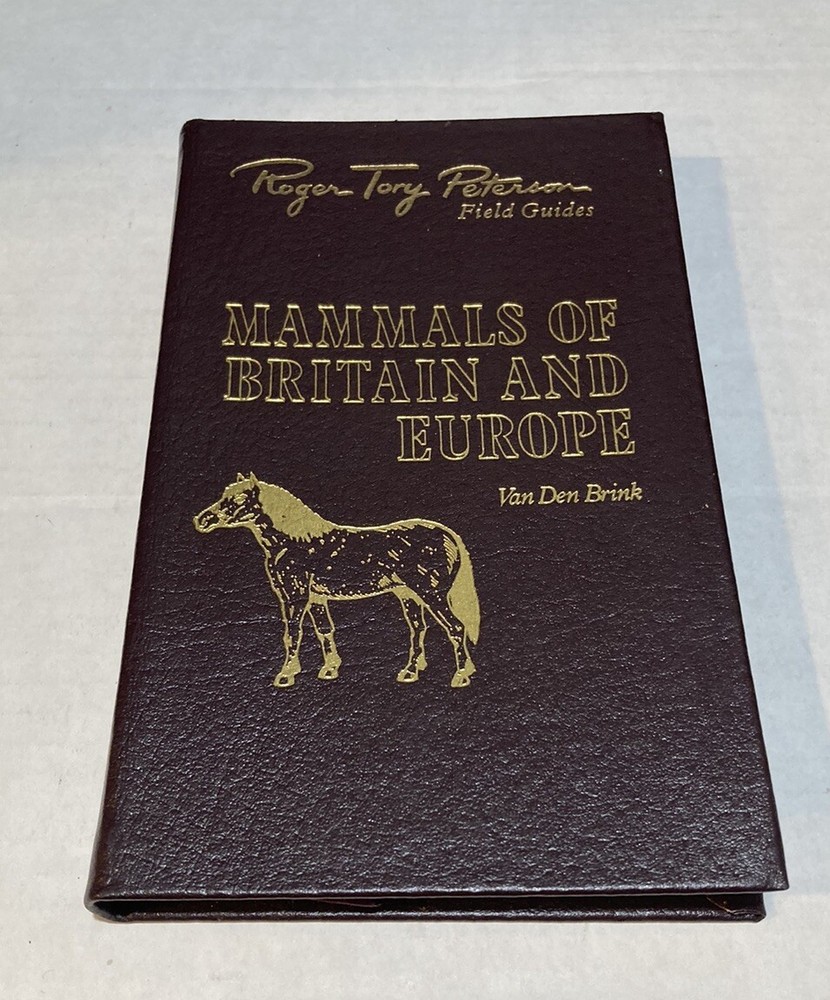 Roger Tory Peterson
Field Guides
MAMMALS OF
BRITAIN AND
EUROPE
Van Den Brink